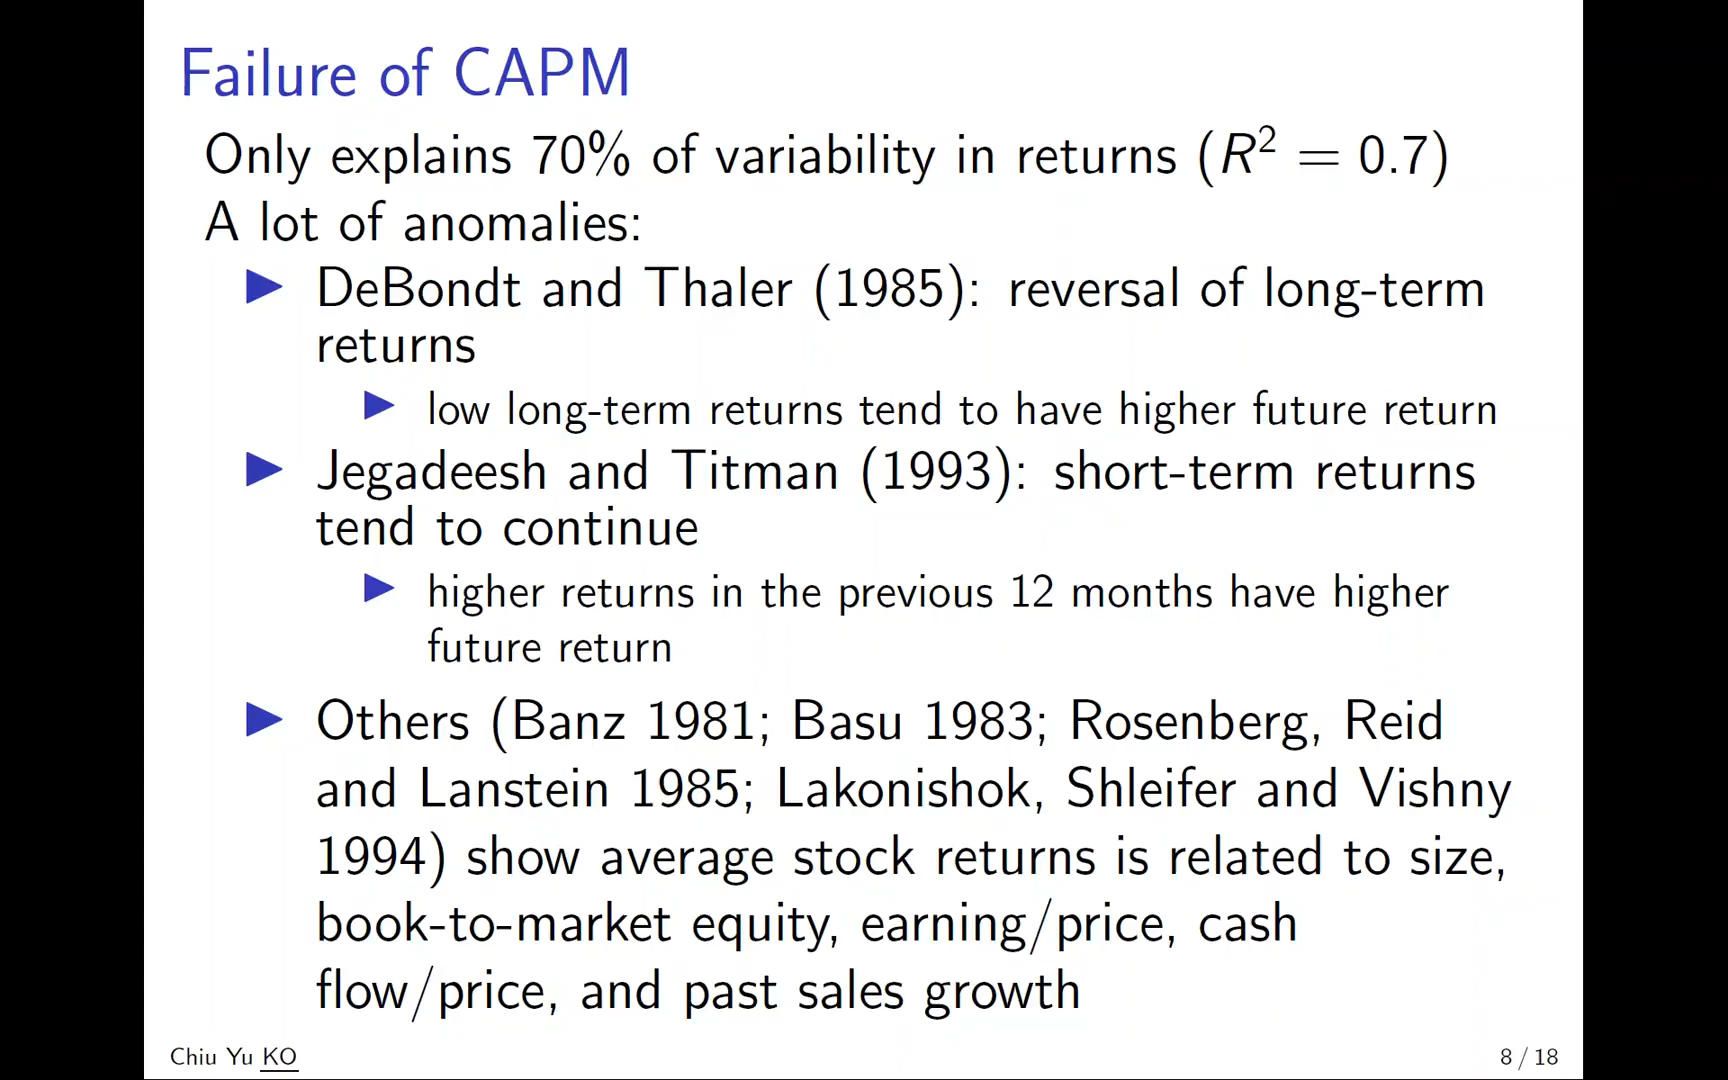 Failure of CAPM
Only explains 70% of variability in returns (R² = 0.7)
A lot of anomalies:
▶ DeBondt and Thaler (1985): reversal of long-term
returns
▶ low long-term returns tend to have higher future return
▶ Jegadeesh and Titman (1993): short-term returns
tend to continue
▶ higher returns in the previous 12 months have higher
future return
▶ Others (Banz 1981; Basu 1983; Rosenberg, Reid
and Lanstein 1985; Lakonishok, Shleifer and Vishny
1994) show average stock returns is related to size,
book-to-market equity, earning/price, cash
flow/price, and past sales growth
Chiu Yu KO
8 / 18